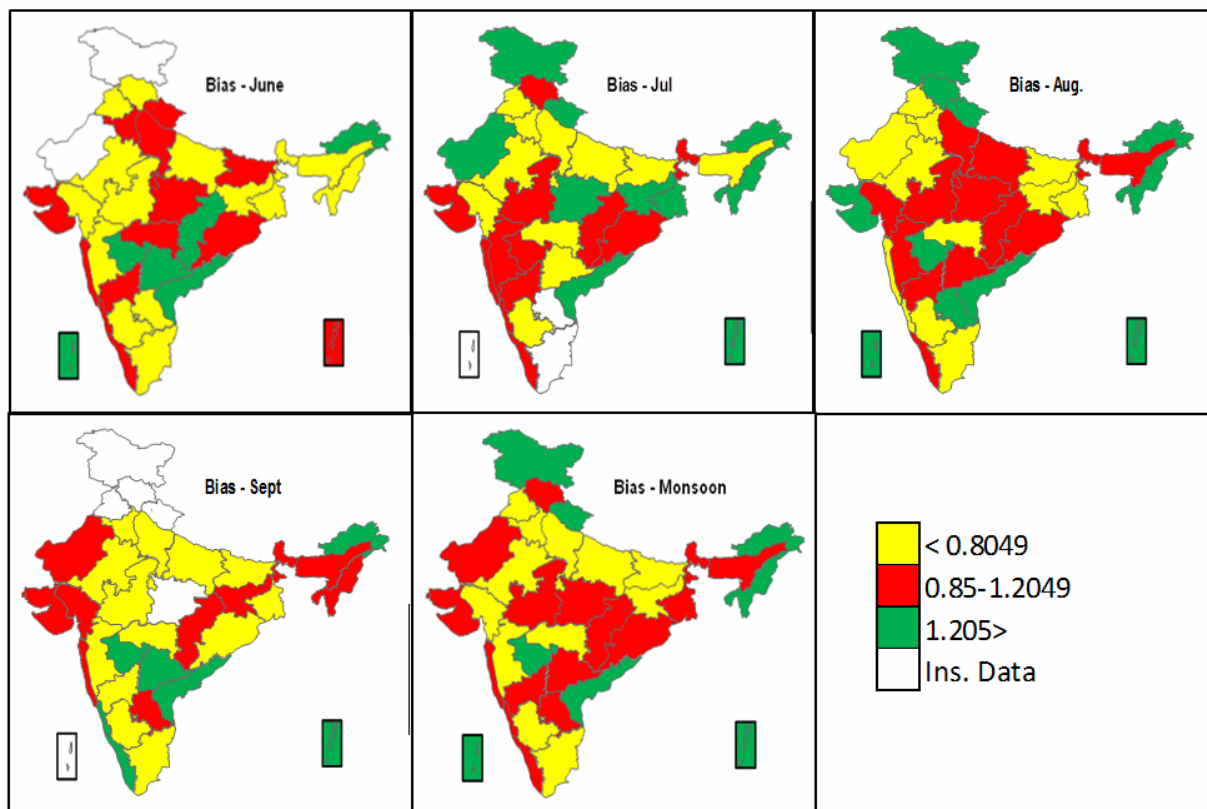 Bias - June
Bias - Jul
Bias - Aug.
Bias - Sept
Bias - Monsoon
< 0.8049
0.85-1.2049
1.205>
Ins. Data